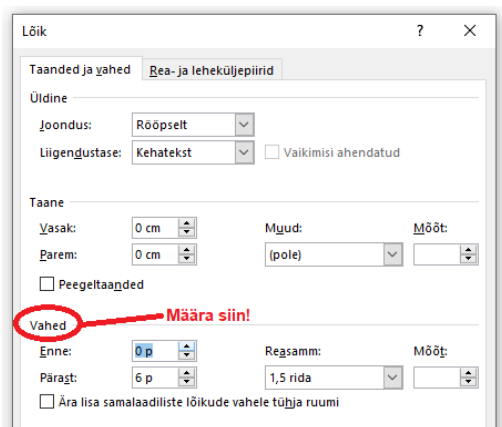 Lõik ? ×
Taanded ja vahed Rea- ja leheküljepiirid
Üldine
Joondus: Rööpselt
Liigendustase: Kehatekst Vaikimisi ahendatud
Taane
Vasak: 0 cm Muud: Mõõt:
Parem: 0 cm (pole)
Peegeltaanded
Määra siin!
Vahed
Enne: 0 p Reasamm: Mõõt:
Pärast: 6 p 1,5 rida
Ära lisa samalaadiliste lõikude vahele tühja ruumi